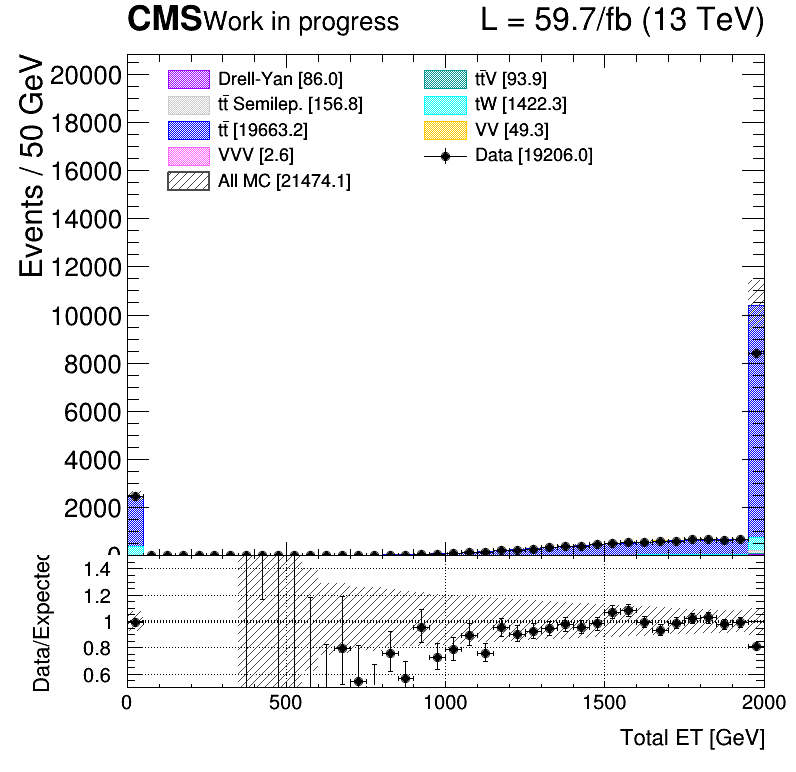 CMS Work in progress L = 59.7/fb (13 TeV)
Events / 50 GeV
20000
18000
16000
14000
12000
10000
8000
6000
4000
2000
0
Drell-Yan [86.0]
tt̄ Semilep. [156.8]
tt̄ [19663.2]
VVV [2.6]
All MC [21474.1]
tt̄V [93.9]
tW [1422.3]
VV [49.3]
Data [19206.0]
Data/Expected
1.4
1.2
1
0.8
0.6
0 500 1000 1500 2000
Total ET [GeV]